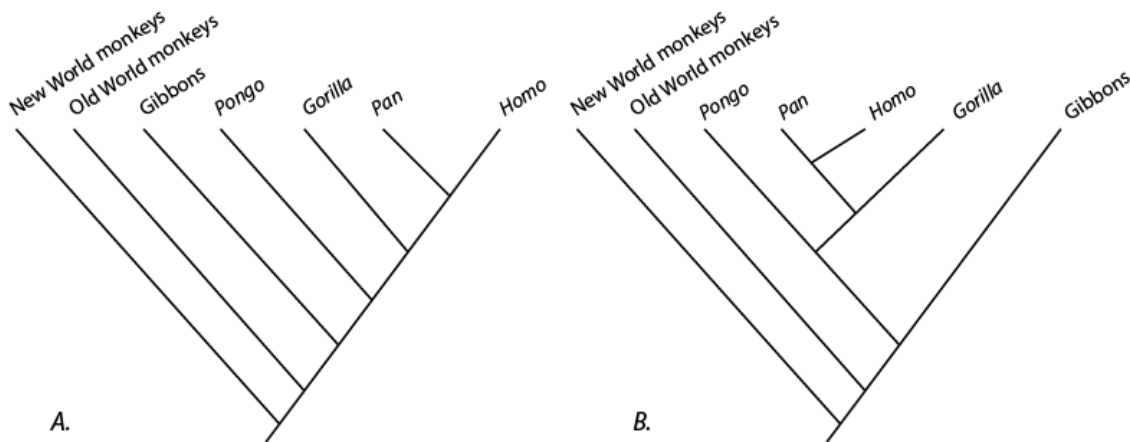 New World monkeys
Old World monkeys
Gibbons
Pongo
Gorilla
Pan
Homo
A.
New World monkeys
Old World monkeys
Pongo
Pan
Homo
Gorilla
Gibbons
B.